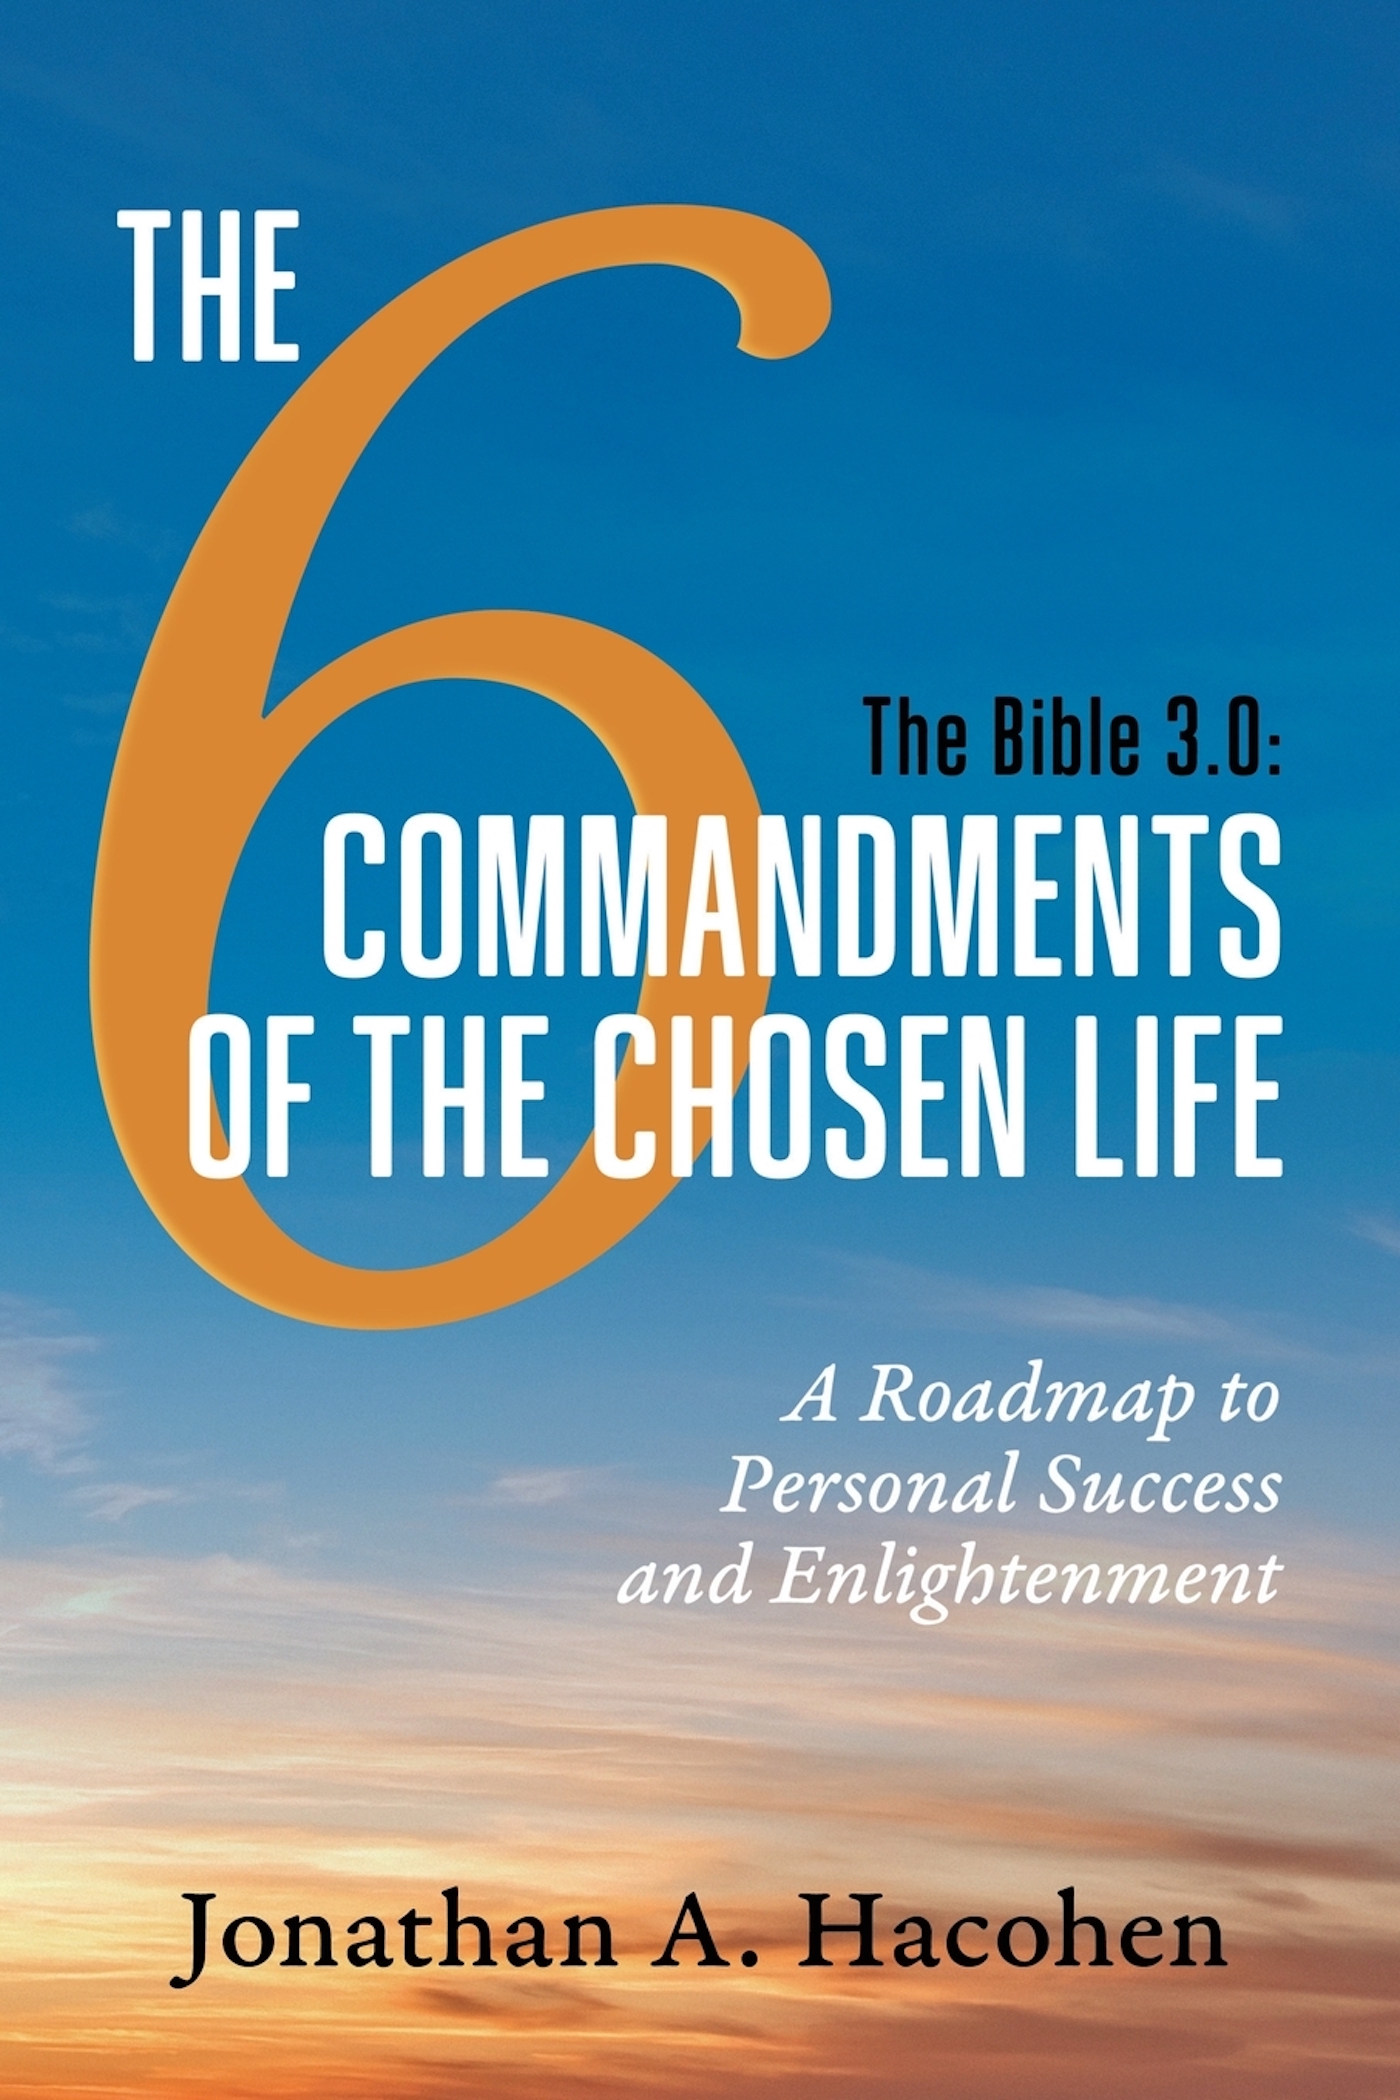 THE
6
The Bible 3.0:
COMMANDMENTS
OF THE CHOSEN LIFE
A Roadmap to
Personal Success
and Enlightenment
Jonathan A. Hacohen